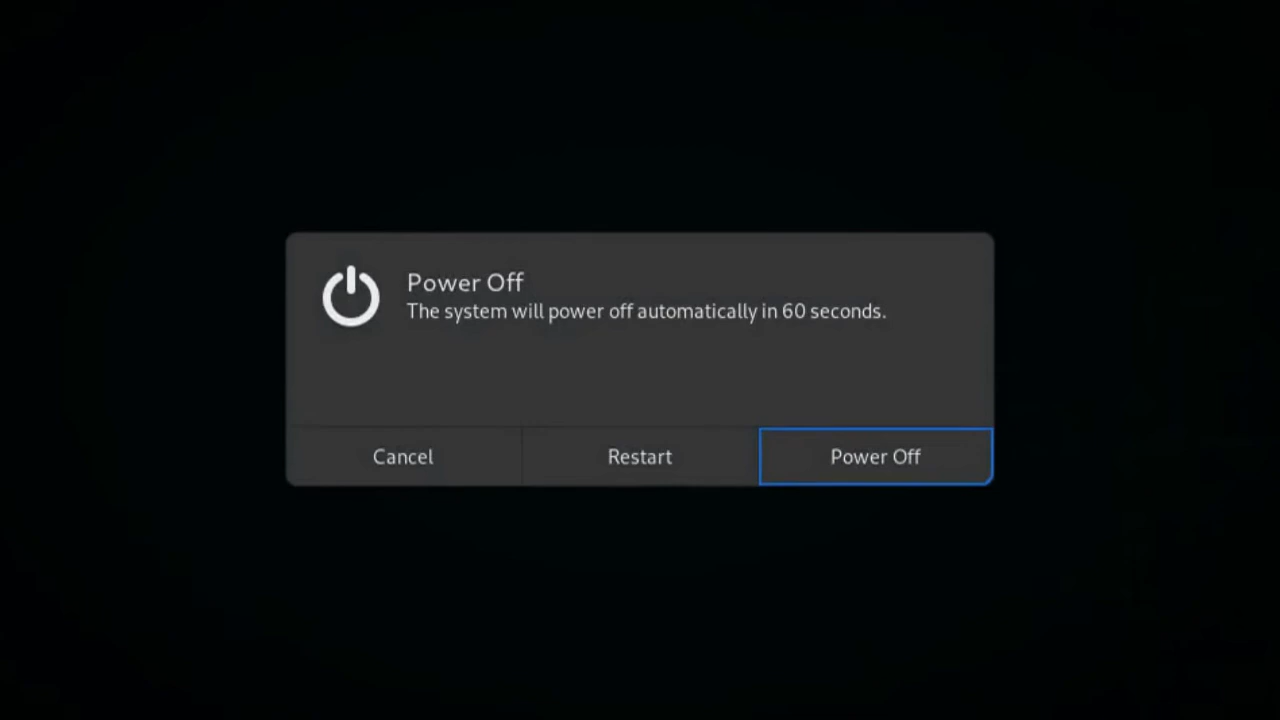 Power Off
The system will power off automatically in 60 seconds.
Cancel
Restart
Power Off